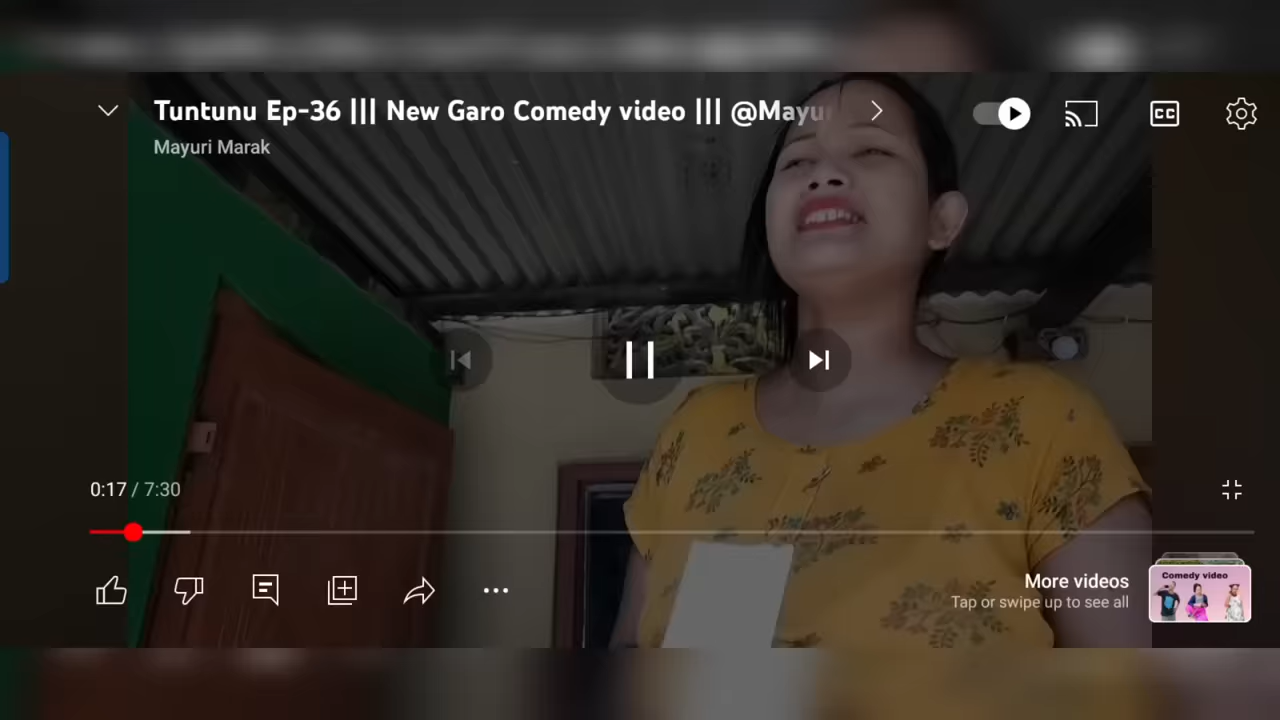 Tuntunu Ep-36 ||| New Garo Comedy video ||| @Mayur
Mayuri Marak
CC
0:17 / 7:30
More videos
Tap or swipe up to see all
Comedy video